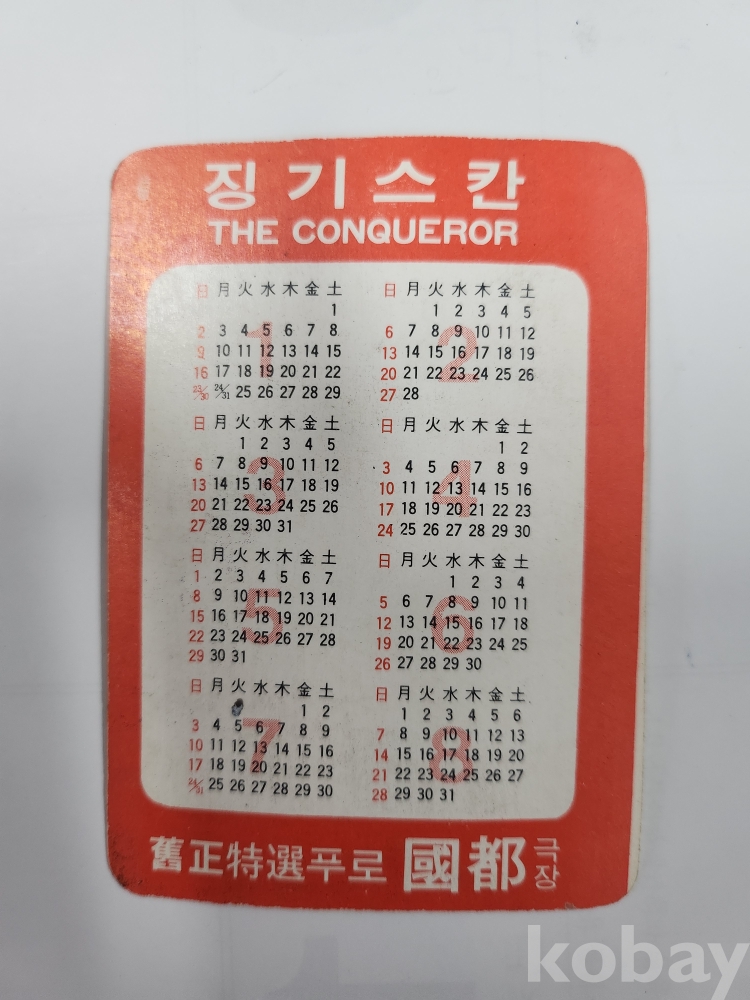 징기스칸
THE CONQUEROR
日 月 火 水 木 金 土
1
2 3 4 5 6 7 8
9 10 11 12 13 14 15
16 17 18 19 20 21 22
23/30 24/31 25 26 27 28 29
1
日 月 火 水 木 金 土
1 2 3 4 5
6 7 8 9 10 11 12
13 14 15 16 17 18 19
20 21 22 23 24 25 26
27 28
2
日 月 火 水 木 金 土
1 2 3 4 5
6 7 8 9 10 11 12
13 14 15 16 17 18 19
20 21 22 23 24 25 26
27 28 29 30 31
3
日 月 火 水 木 金 土
1 2
3 4 5 6 7 8 9
10 11 12 13 14 15 16
17 18 19 20 21 22 23
24 25 26 27 28 29 30
4
日 月 火 水 木 金 土
1 2 3 4 5 6 7
8 9 10 11 12 13 14
15 16 17 18 19 20 21
22 23 24 25 26 27 28
29 30 31
5
日 月 火 水 木 金 土
1 2 3 4
5 6 7 8 9 10 11
12 13 14 15 16 17 18
19 20 21 22 23 24 25
26 27 28 29 30
6
日 月 火 水 木 金 土
1 2
3 4 5 6 7 8 9
10 11 12 13 14 15 16
17 18 19 20 21 22 23
24/31 25 26 27 28 29 30
7
日 月 火 水 木 金 土
1 2 3 4 5 6
7 8 9 10 11 12 13
14 15 16 17 18 19 20
21 22 23 24 25 26 27
28 29 30 31
8
舊正特選푸로 國都극장
kobay